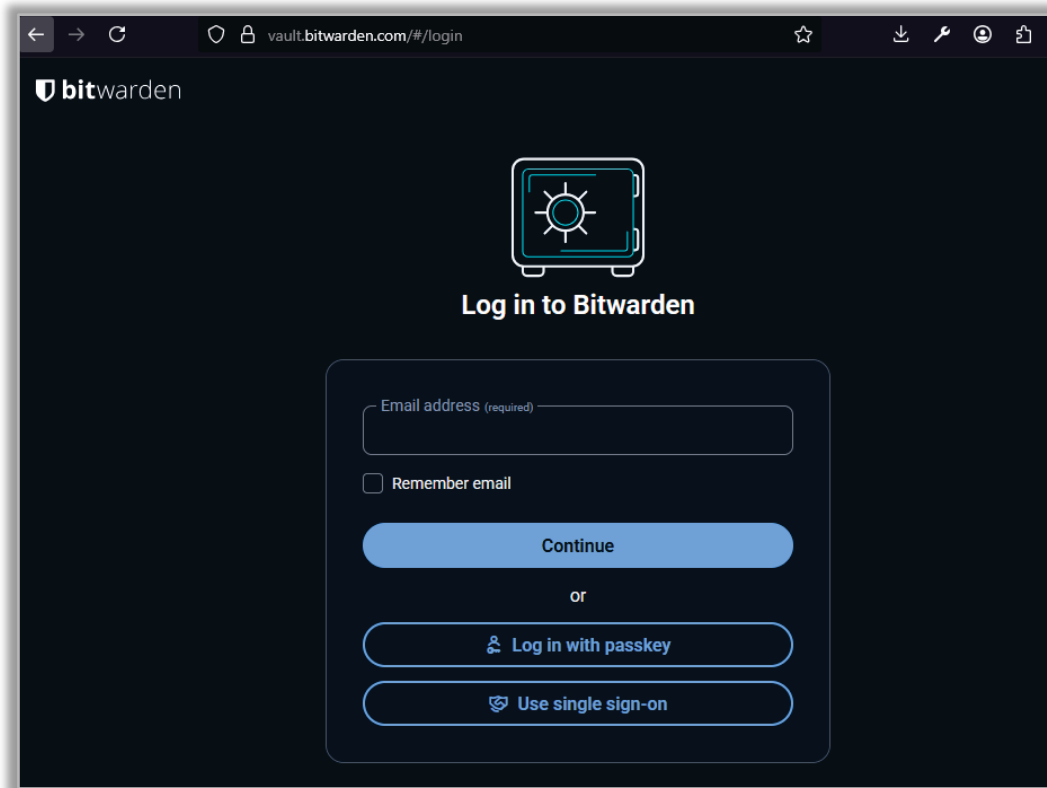 vault.bitwarden.com/#/login
bitwarden
Log in to Bitwarden
Email address (required)
Remember email
Continue
or
Log in with passkey
Use single sign-on